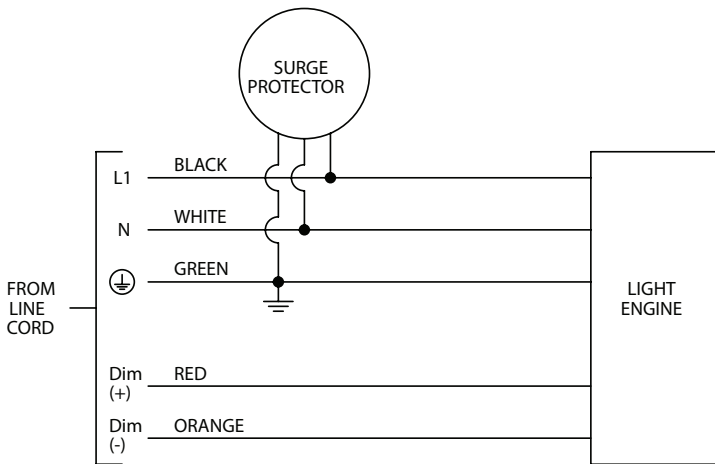 SURGE
PROTECTOR
L1
BLACK
N
WHITE
GREEN
FROM
LINE
CORD
LIGHT
ENGINE
Dim
(+)
RED
Dim
(-)
ORANGE